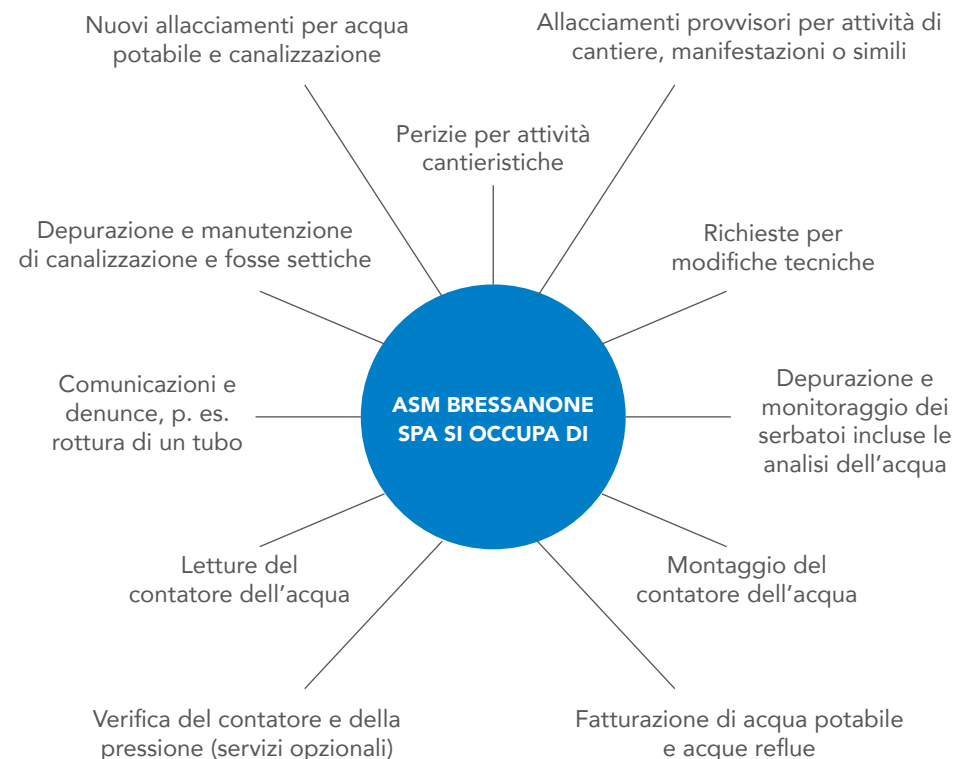 Nuovi allacciamenti per acqua
potabile e canalizzazione
Allacciamenti provvisori per attività di
cantiere, manifestazioni o simili
Perizie per attività
cantieristiche
Depurazione e manutenzione
di canalizzazione e fosse settiche
Richieste per
modifiche tecniche
Comunicazioni e
denunce, p. es.
rottura di un tubo
ASM BRESSANONE
SPA SI OCCUPA DI
Depurazione e
monitoraggio dei
serbatoi incluse le
analisi dell’acqua
Letture del
contatore dell’acqua
Montaggio del
contatore dell’acqua
Verifica del contatore e della
pressione (servizi opzionali)
Fatturazione di acqua potabile
e acque reflue